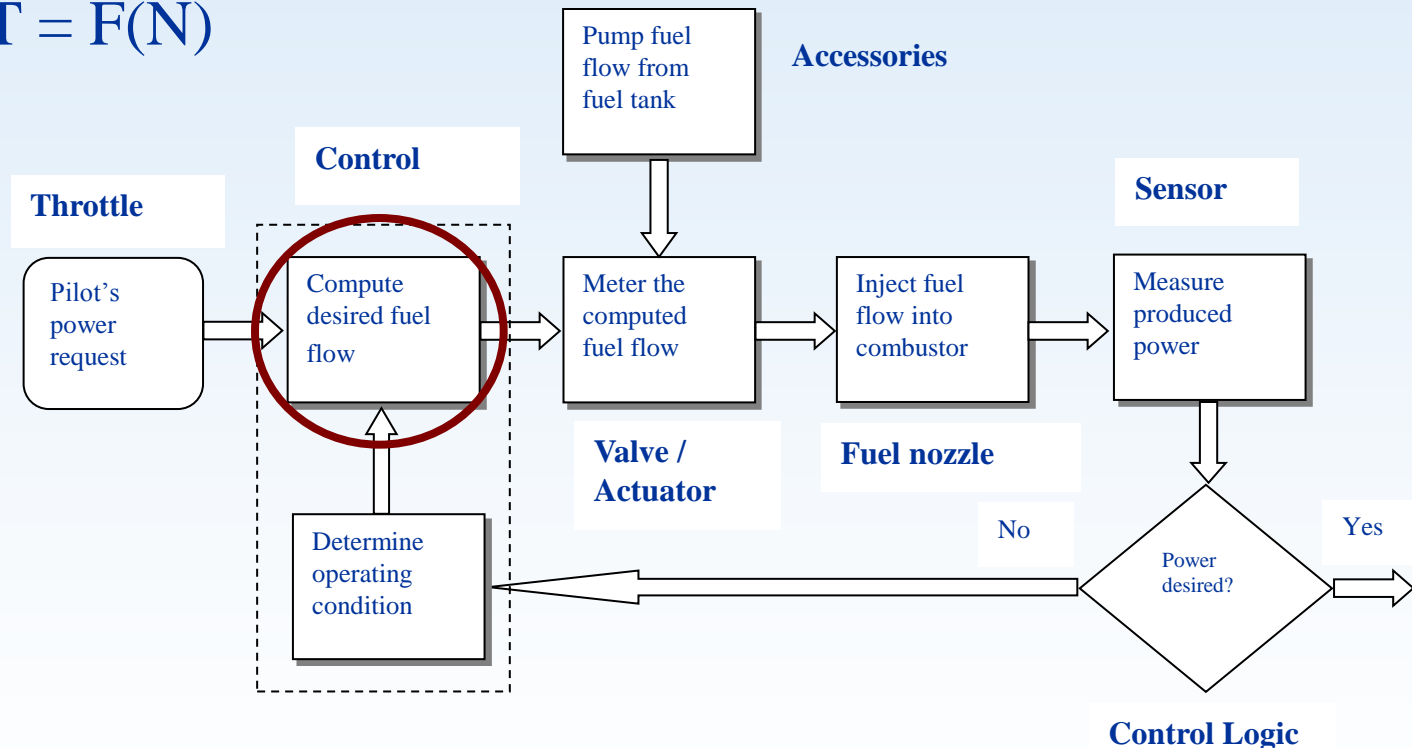 T = F(N)
Pump fuel
flow from
fuel tank
Accessories
Control
Sensor
Throttle
Pilot's
power
request
Compute
desired fuel
flow
Meter the
computed
fuel flow
Inject fuel
flow into
combustor
Measure
produced
power
Valve /
Actuator
Fuel nozzle
No
Yes
Determine
operating
condition
Power
desired?
Control Logic